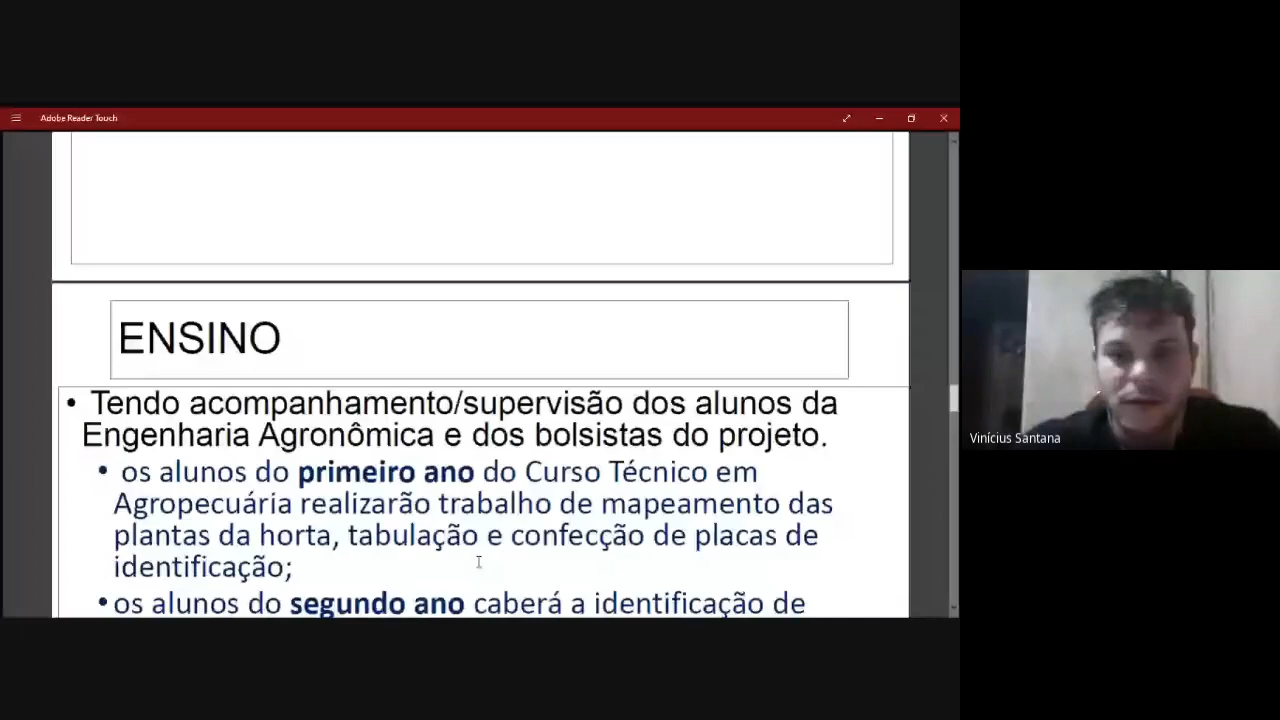 Adobe Reader Touch
ENSINO
• Tendo acompanhamento/supervisão dos alunos da
Engenharia Agronômica e dos bolsistas do projeto.
• os alunos do primeiro ano do Curso Técnico em
Agropecuária realizarão trabalho de mapeamento das
plantas da horta, tabulação e confecção de placas de
identificação;
• os alunos do segundo ano caberá a identificação de
Vinícius Santana